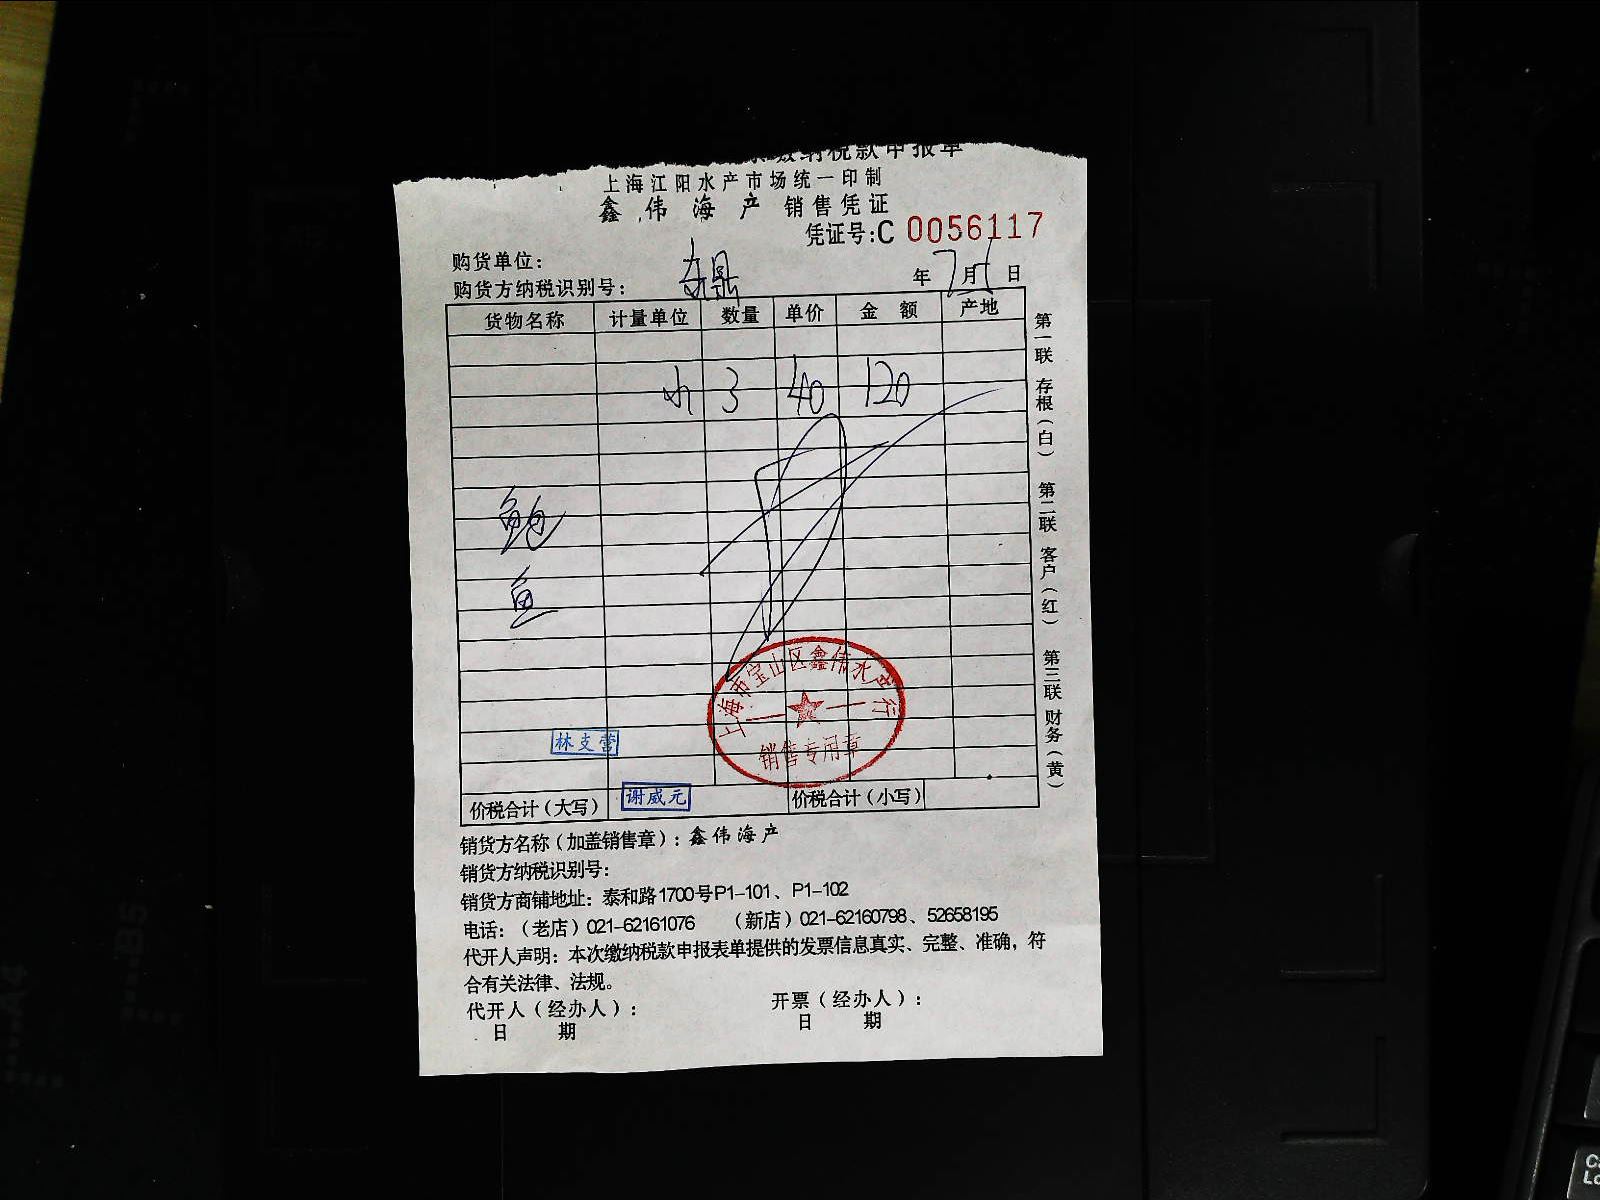 缴纳税款申报单
上海江阳水产市场统一印制
鑫伟海产 销售凭证
凭证号:C 0056117
购货单位:
购货方纳税识别号: 年7月1日
货物名称 计量单位 数量 单价 金额 产地
小 3 40 120
鲍
鱼
上海市宝山区鑫伟水产行
销售专用章
林支营
价税合计(大写) 谢威元 价税合计(小写)
第一联 存根(白) 第二联 客户(红) 第三联 财务(黄)
销货方名称(加盖销售章): 鑫伟海产
销货方纳税识别号:
销货方商铺地址: 泰和路1700号P1-101、P1-102
电话:(老店)021-62161076 (新店)021-62160798、52658195
代开人声明: 本次缴纳税款申报表单提供的发票信息真实、完整、准确，符
合有关法律、法规。
代开人(经办人): 开票(经办人):
日 期 日 期